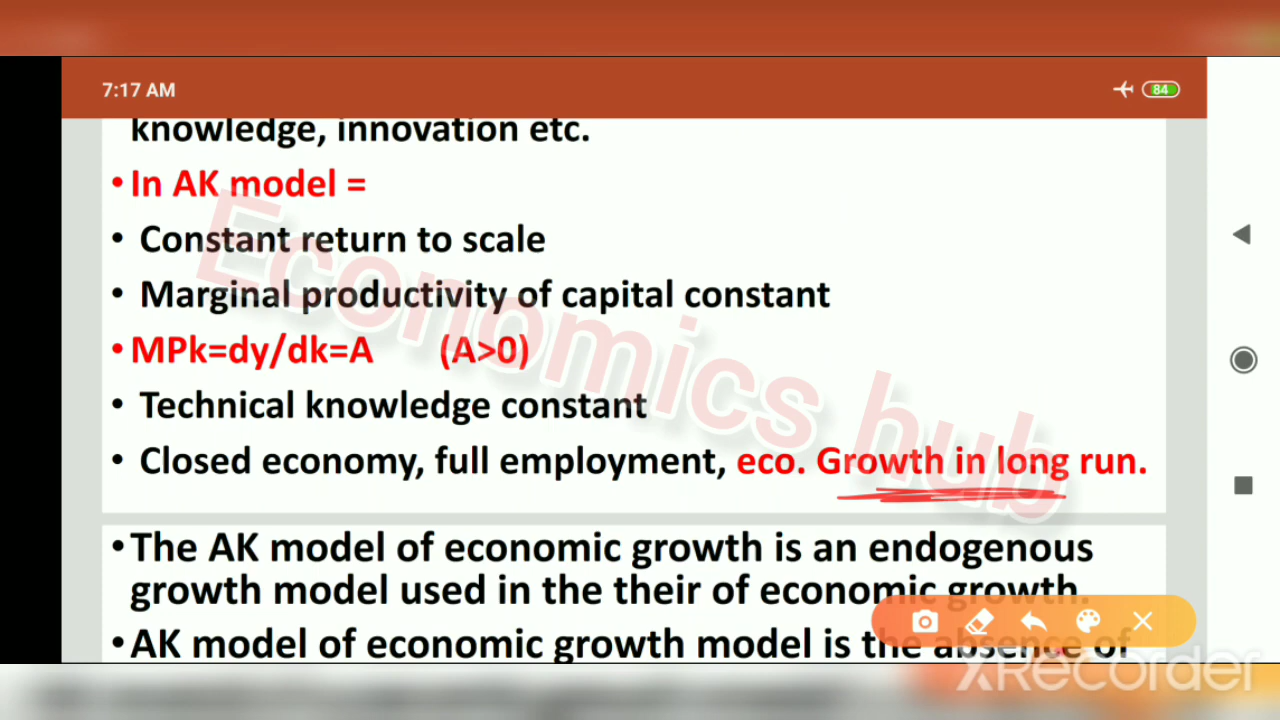 7:17 AM
84
knowledge, innovation etc.
•In AK model =
• Constant return to scale
• Marginal productivity of capital constant
•MPk=dy/dk=A (A>0)
• Technical knowledge constant
• Closed economy, full employment, eco. Growth in long run.
•The AK model of economic growth is an endogenous
growth model used in the their of economic growth.
•AK model of economic growth model is the absence of
Economics hub
XRecorder